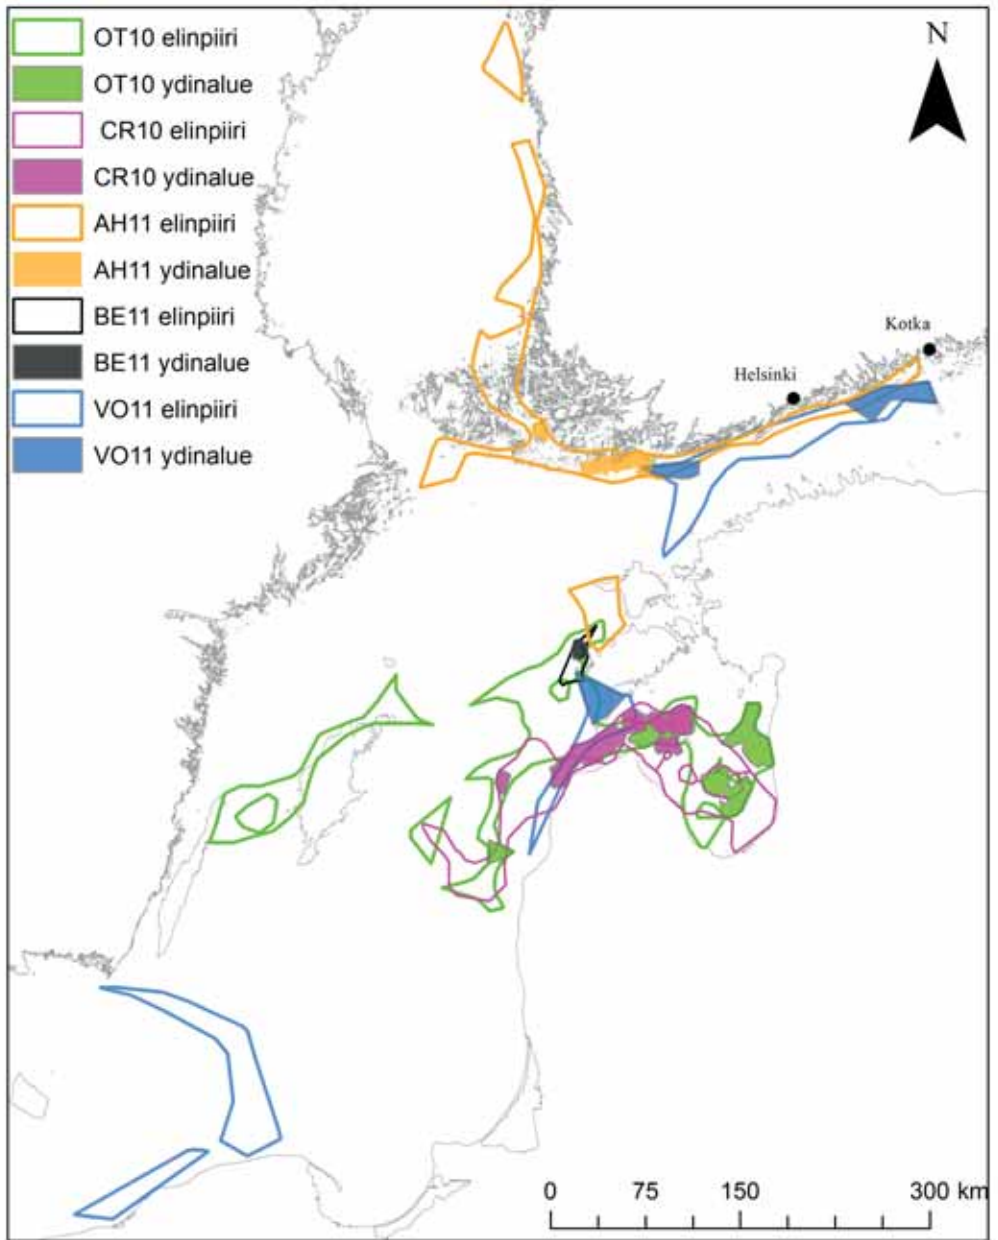 OT10 elinpiiri
OT10 ydinalue
CR10 elinpiiri
CR10 ydinalue
AH11 elinpiiri
AH11 ydinalue
BE11 elinpiiri
BE11 ydinalue
VO11 elinpiiri
VO11 ydinalue
N
Kotka
Helsinki
0 75 150 300 km